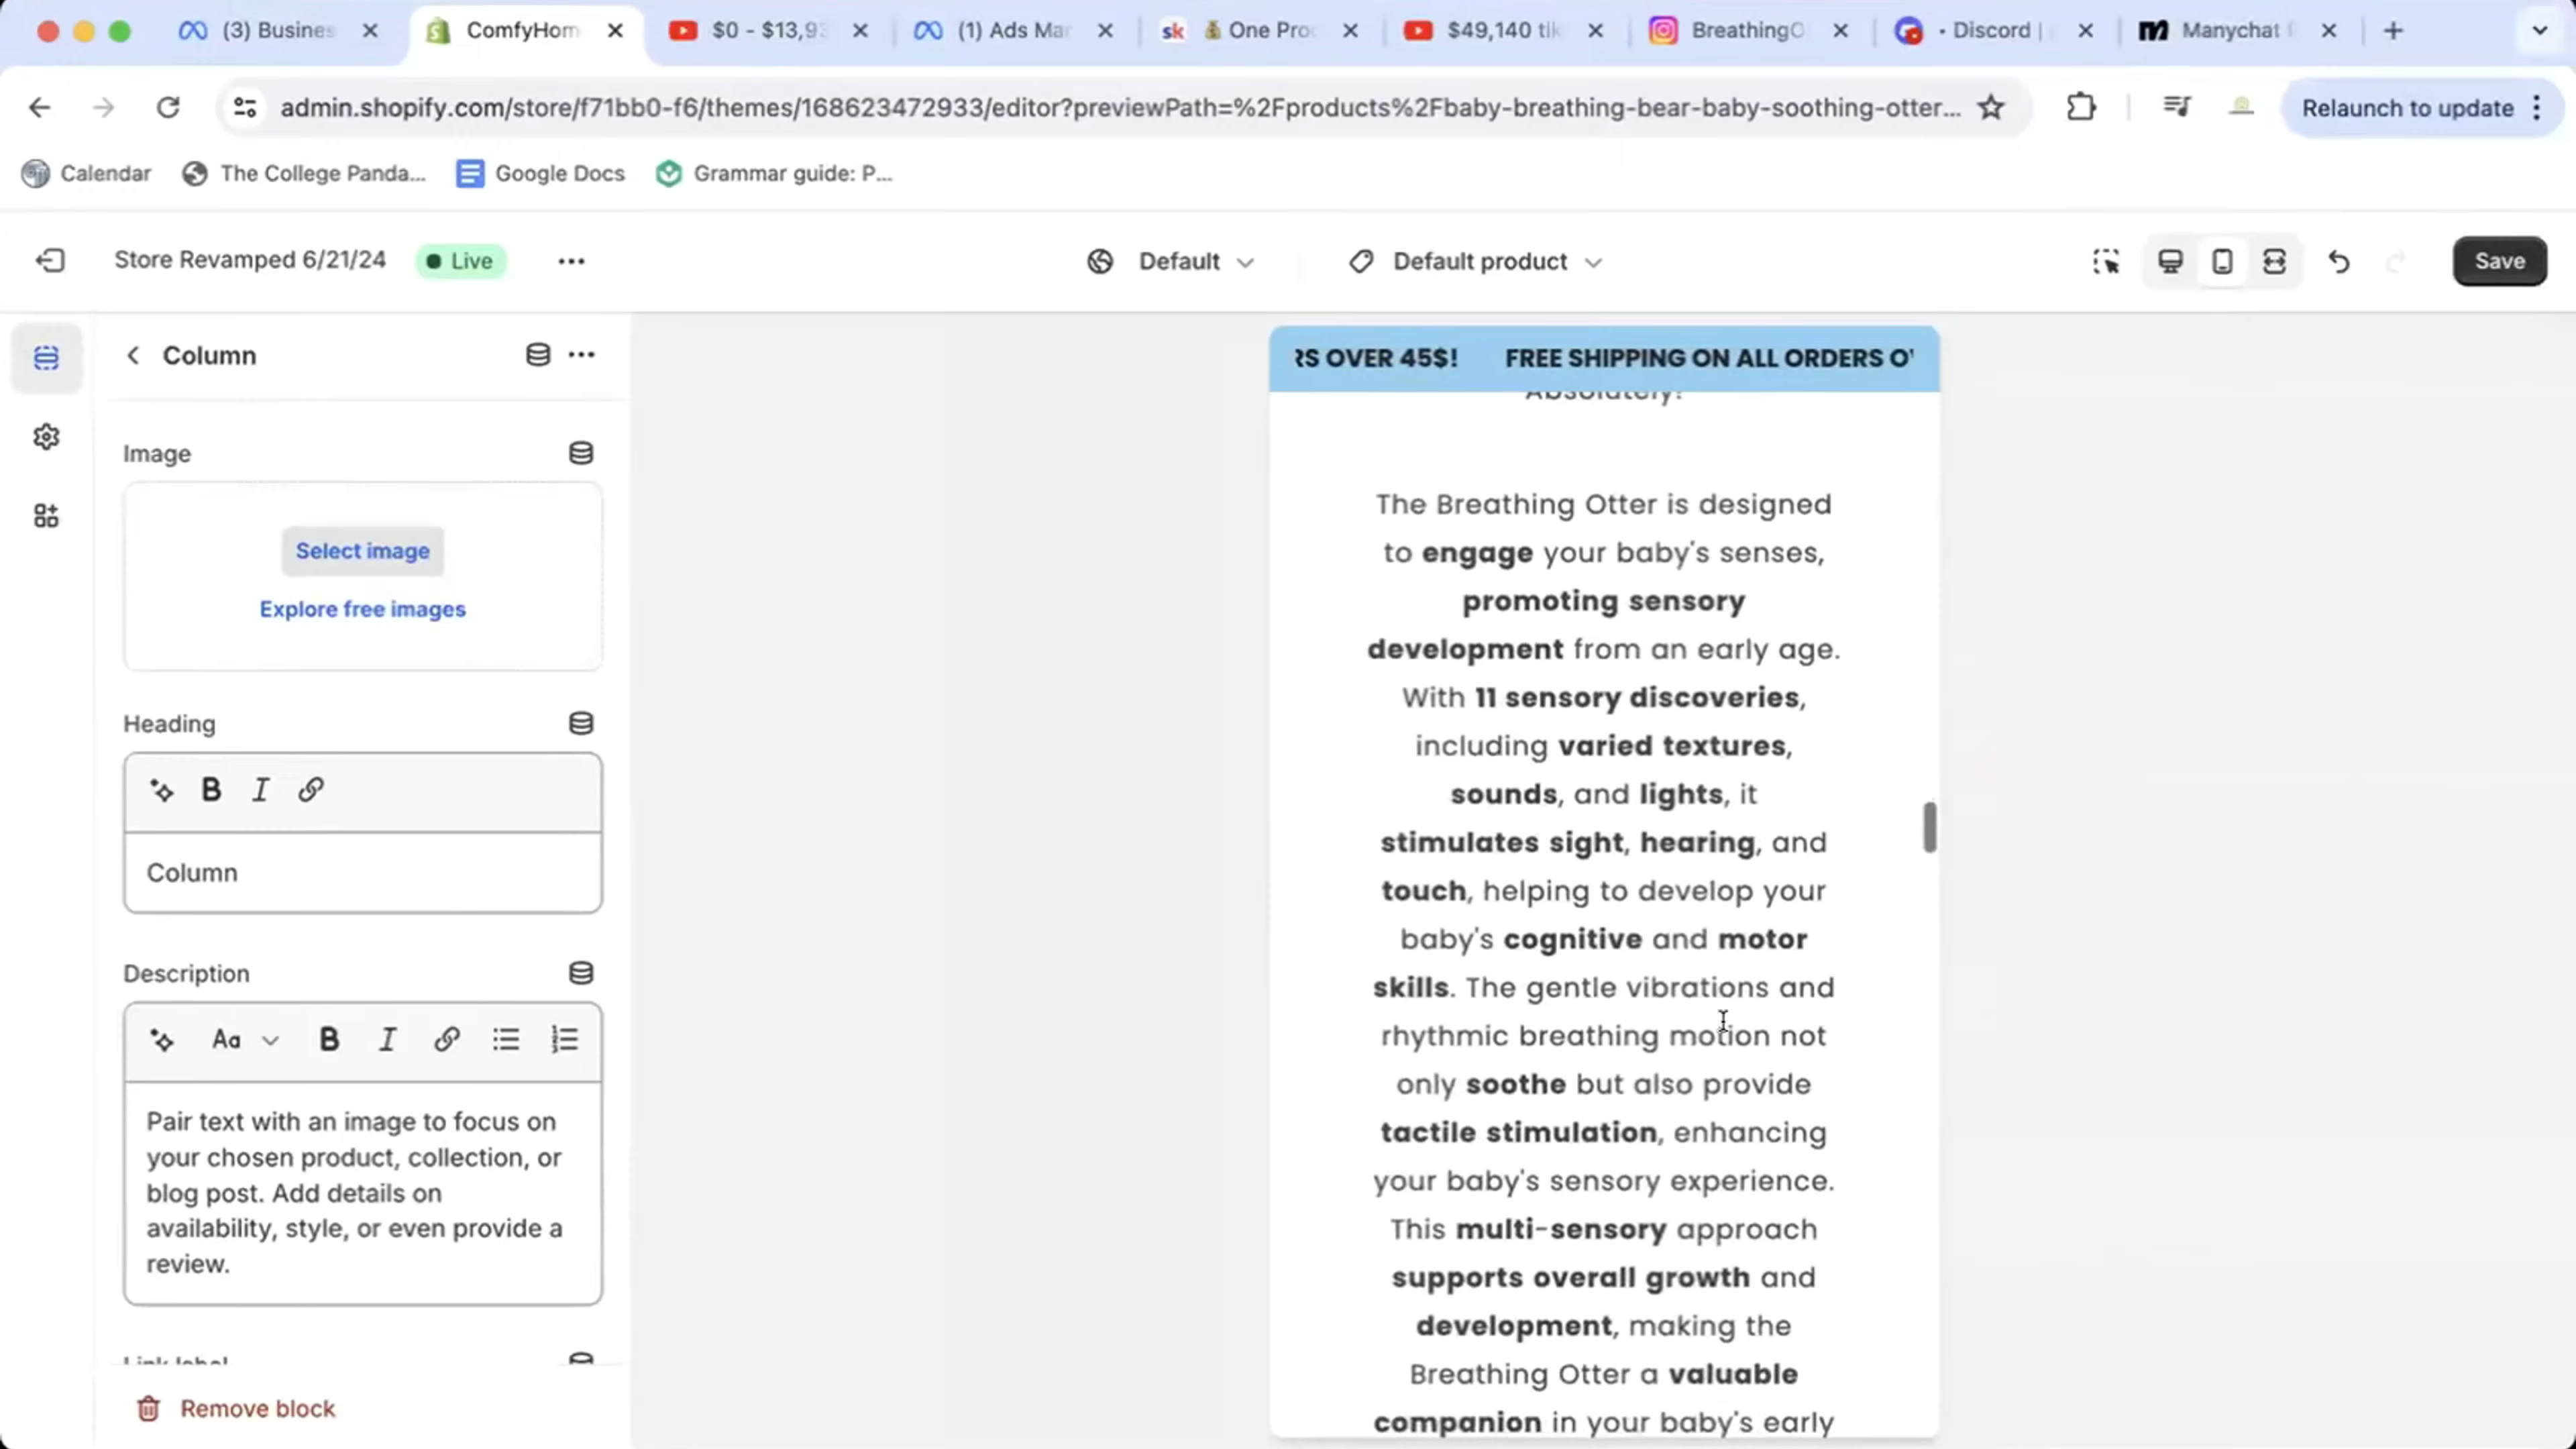 (3) Busines
ComfyHom
$0 - $13,93
(1) Ads Mar
sk
One Pro
$49,140 tik
BreathingO
• Discord |
Manychat
admin.shopify.com/store/f71bb0-f6/themes/168623472933/editor?previewPath=%2Fproducts%2Fbaby-breathing-bear-baby-soothing-otter...
Relaunch to update
Calendar
The College Panda...
Google Docs
Grammar guide: P...
Store Revamped 6/21/24
Live
Default
Default product
Save
Column
Image
Select image
Explore free images
Heading
B I
Column
Description
Aa B I
Pair text with an image to focus on
your chosen product, collection, or
blog post. Add details on
availability, style, or even provide a
review.
Link label
Remove block
RS OVER 45$! FREE SHIPPING ON ALL ORDERS O
Absolutely!
The Breathing Otter is designed
to engage your baby's senses,
promoting sensory
development from an early age.
With 11 sensory discoveries,
including varied textures,
sounds, and lights, it
stimulates sight, hearing, and
touch, helping to develop your
baby's cognitive and motor
skills. The gentle vibrations and
rhythmic breathing motion not
only soothe but also provide
tactile stimulation, enhancing
your baby's sensory experience.
This multi-sensory approach
supports overall growth and
development, making the
Breathing Otter a valuable
companion in your baby's early